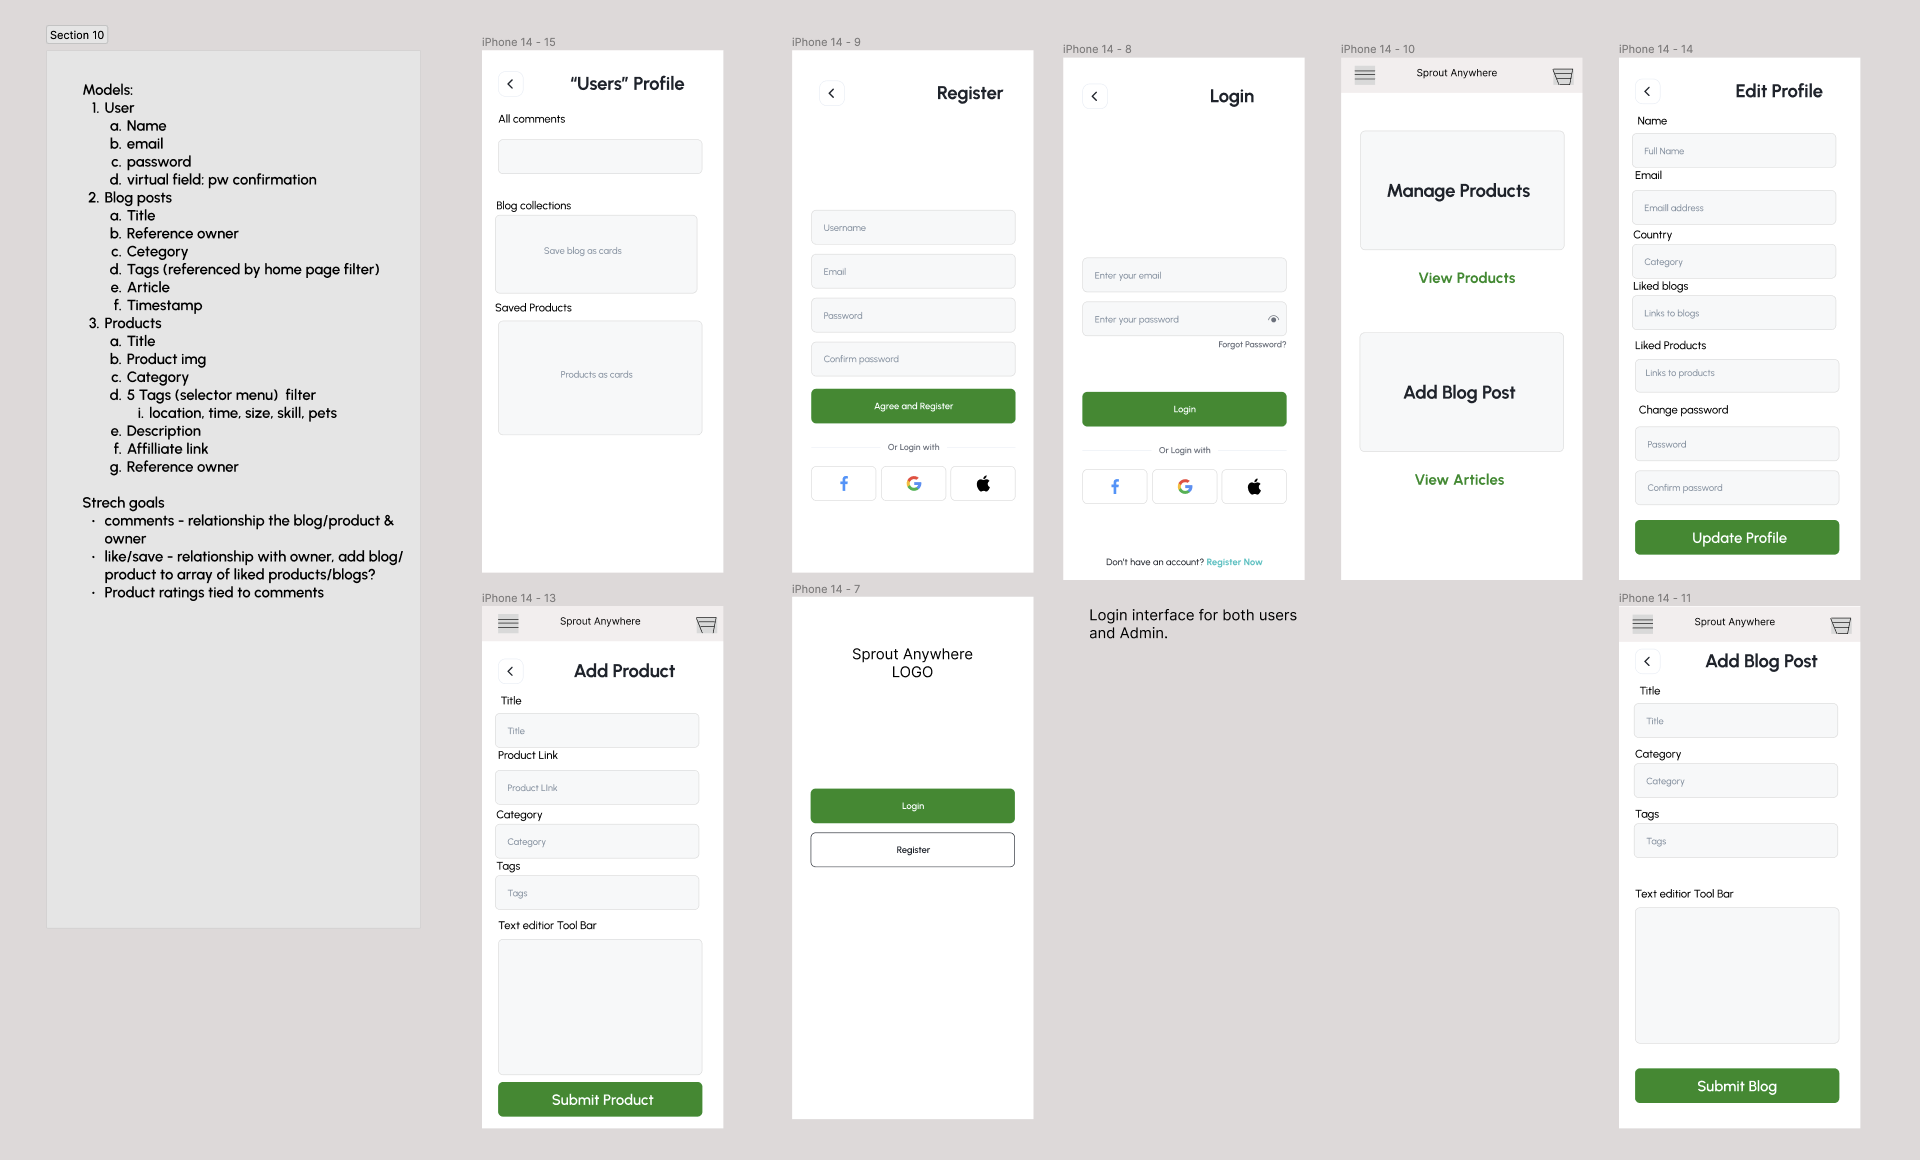 Section 10
Models:
1. User
a. Name
b. email
c. password
d. virtual field: pw confirmation
2. Blog posts
a. Title
b. Reference owner
c. Cetegory
d. Tags (referenced by home page filter)
e. Article
f. Timestamp
3. Products
a. Title
b. Product img
c. Category
d. 5 Tags (selector menu)  filter
i. location, time, size, skill, pets
e. Description
f. Affilliate link
g. Reference owner
Strech goals
· comments - relationship the blog/product &
owner
· like/save - relationship with owner, add blog/
product to array of liked products/blogs?
· Product ratings tied to comments
iPhone 14 - 15
“Users” Profile
All comments
Blog collections
Save blog as cards
Saved Products
Products as cards
iPhone 14 - 9
Register
Username
Email
Password
Confirm password
Agree and Register
Or Login with
iPhone 14 - 8
Login
Enter your email
Enter your password
Forgot Password?
Login
Or Login with
Don't have an account? Register Now
Login interface for both users
and Admin.
iPhone 14 - 10
Sprout Anywhere
Manage Products
View Products
Add Blog Post
View Articles
iPhone 14 - 14
Edit Profile
Name
Full Name
Email
Emaill address
Country
Category
Liked blogs
Links to blogs
Liked Products
Links to products
Change password
Password
Confirm password
Update Profile
iPhone 14 - 13
Sprout Anywhere
Add Product
Title
Title
Product Link
Product LInk
Category
Category
Tags
Tags
Text editior Tool Bar
Submit Product
iPhone 14 - 7
Sprout Anywhere
LOGO
Login
Register
iPhone 14 - 11
Sprout Anywhere
Add Blog Post
Title
Title
Category
Category
Tags
Tags
Text editior Tool Bar
Submit Blog